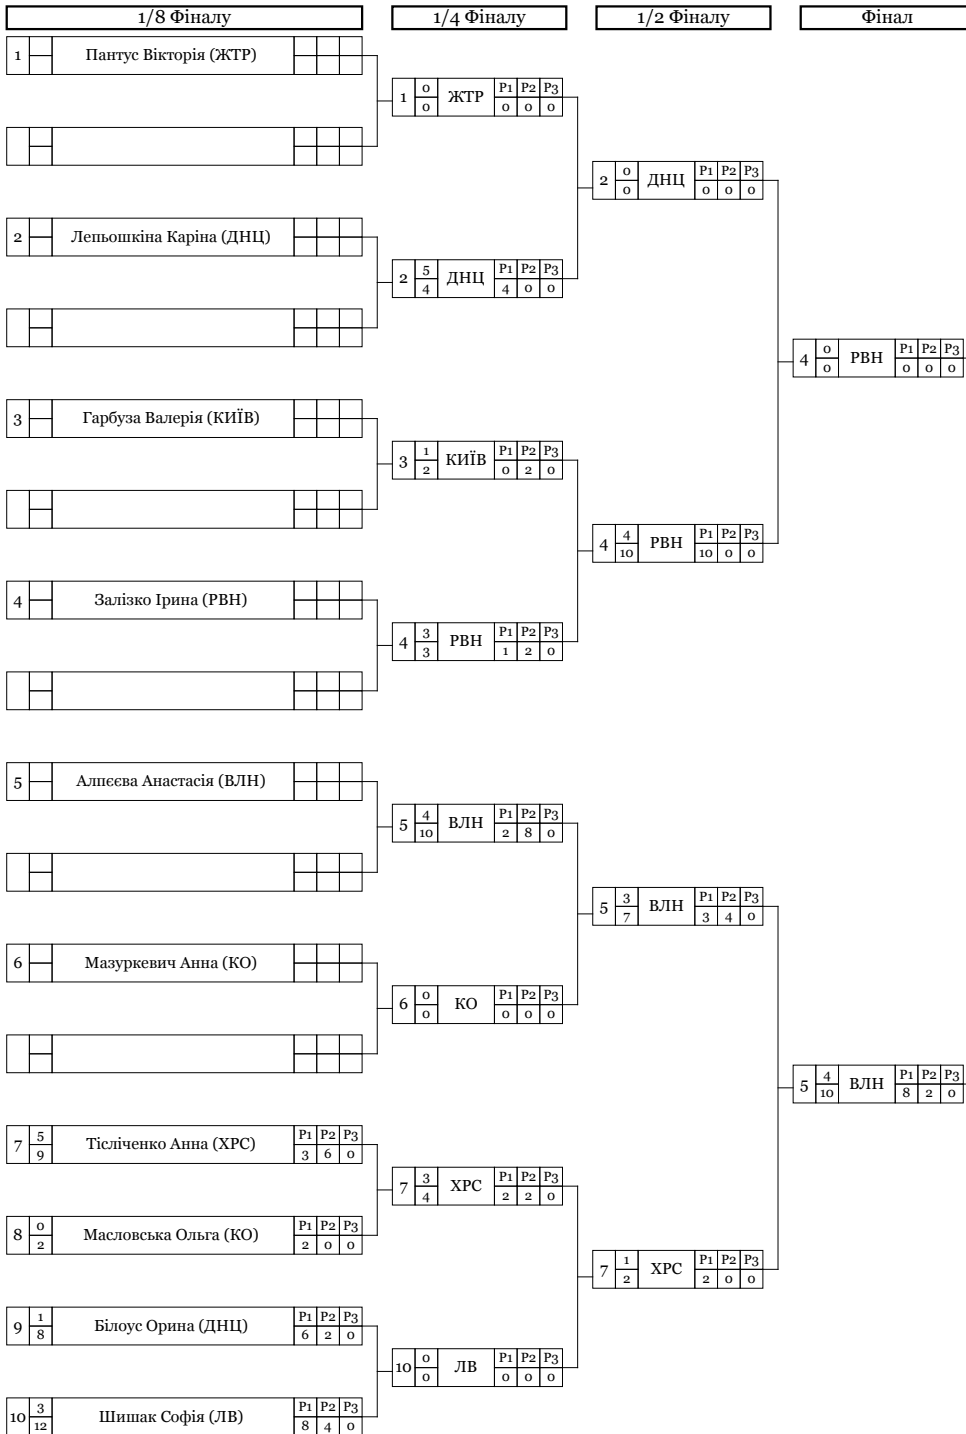 1/8 Фіналу 1/4 Фіналу 1/2 Фіналу Фінал
1 Пантус Вікторія (ЖТР)
1 0 0 ЖТР P1 P2 P3 0 0 0
2 0 0 ДНЦ P1 P2 P3 0 0 0
2 Лепьошкіна Каріна (ДНЦ)
2 5 4 ДНЦ P1 P2 P3 4 0 0
4 0 0 РВН P1 P2 P3 0 0 0
3 Гарбуза Валерія (КИЇВ)
3 1 2 КИЇВ P1 P2 P3 0 2 0
4 4 10 РВН P1 P2 P3 10 0 0
4 Залізко Ірина (РВН)
4 3 3 РВН P1 P2 P3 1 2 0
5 Алпєєва Анастасія (ВЛН)
5 4 10 ВЛН P1 P2 P3 2 8 0
5 3 7 ВЛН P1 P2 P3 3 4 0
6 Мазуркевич Анна (КО)
6 0 0 КО P1 P2 P3 0 0 0
5 4 10 ВЛН P1 P2 P3 8 2 0
7 5 9 Тісліченко Анна (ХРС) P1 P2 P3 3 6 0
7 3 4 ХРС P1 P2 P3 2 2 0
8 0 2 Масловська Ольга (КО) P1 P2 P3 2 0 0
7 1 2 ХРС P1 P2 P3 2 0 0
9 1 8 Білоус Орина (ДНЦ) P1 P2 P3 6 2 0
10 0 0 ЛВ P1 P2 P3 0 0 0
10 3 12 Шишак Софія (ЛВ) P1 P2 P3 8 4 0